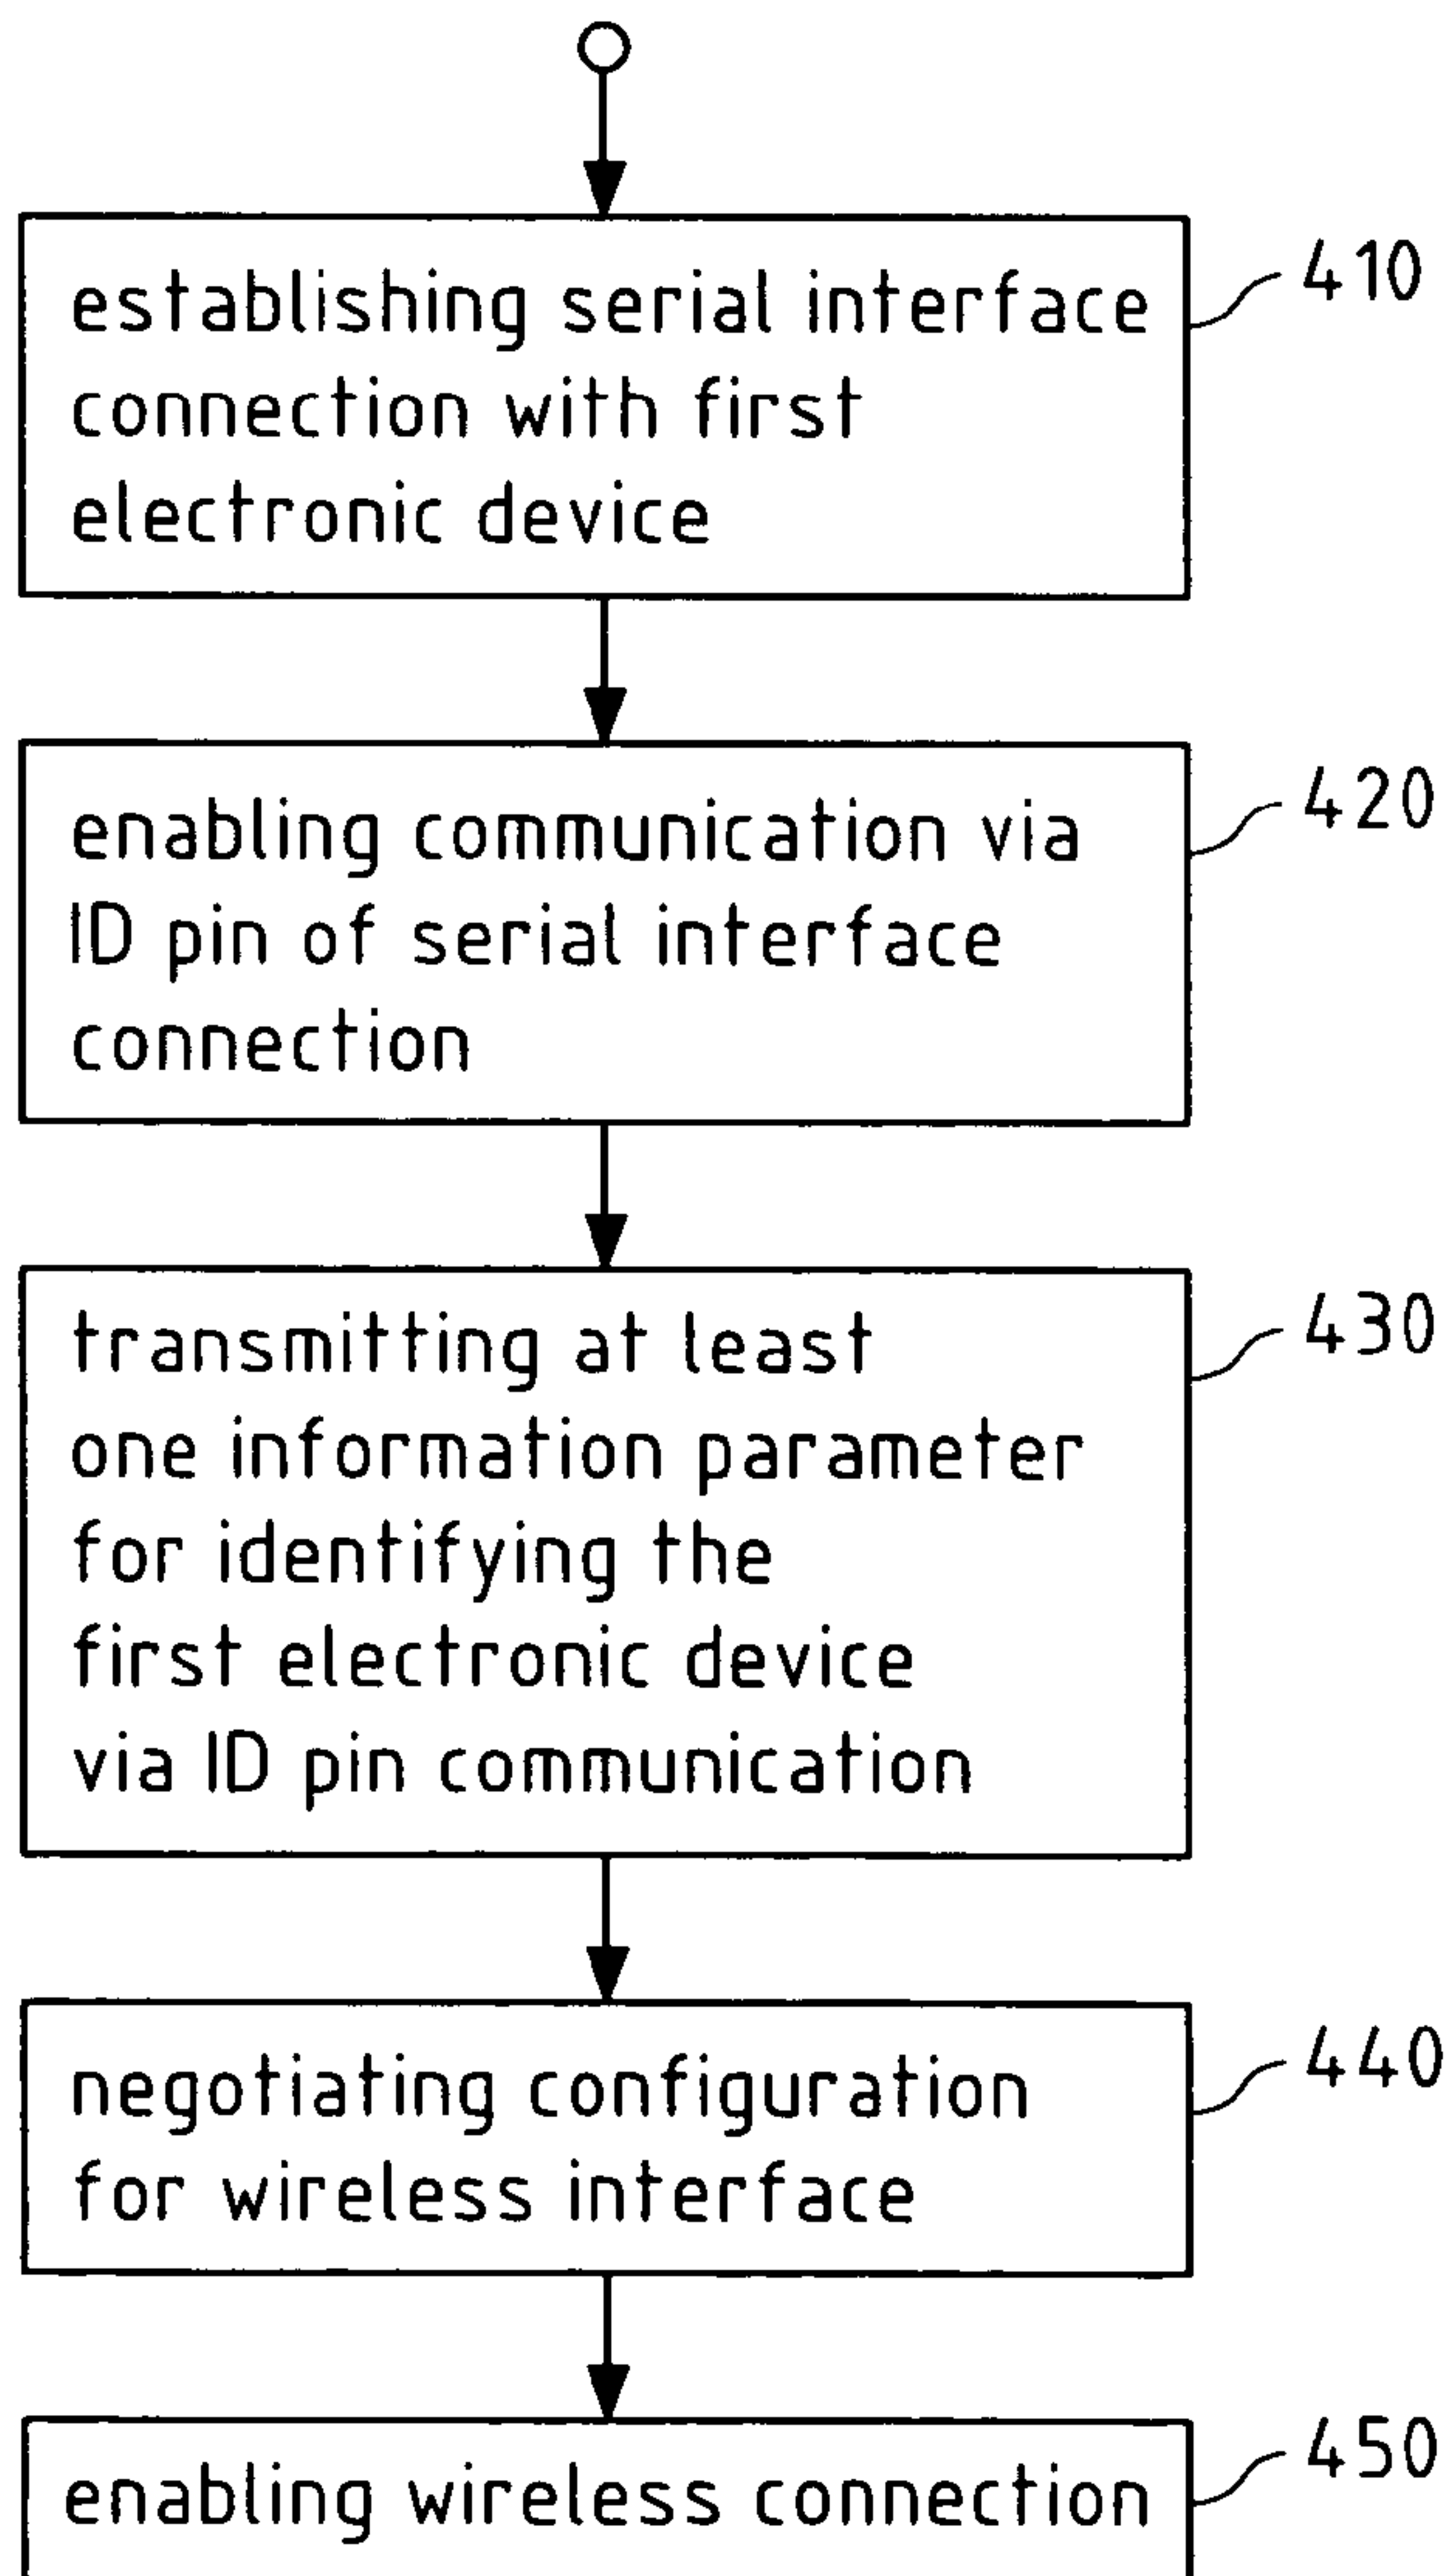 establishing serial interface
connection with first
electronic device
410
enabling communication via
ID pin of serial interface
connection
420
transmitting at least
one information parameter
for identifying the
first electronic device
via ID pin communication
430
negotiating configuration
for wireless interface
440
enabling wireless connection
450